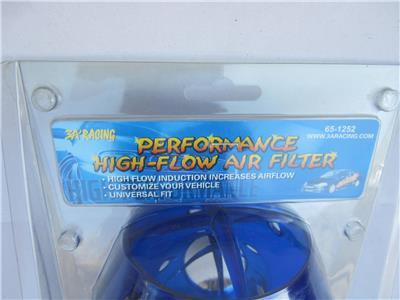 3A RACING
65-1252
WWW.3ARACING.COM
PERFORMANCE
HIGH-FLOW AIR FILTER
• HIGH FLOW INDUCTION INCREASES AIRFLOW
• CUSTOMIZE YOUR VEHICLE
• UNIVERSAL FIT